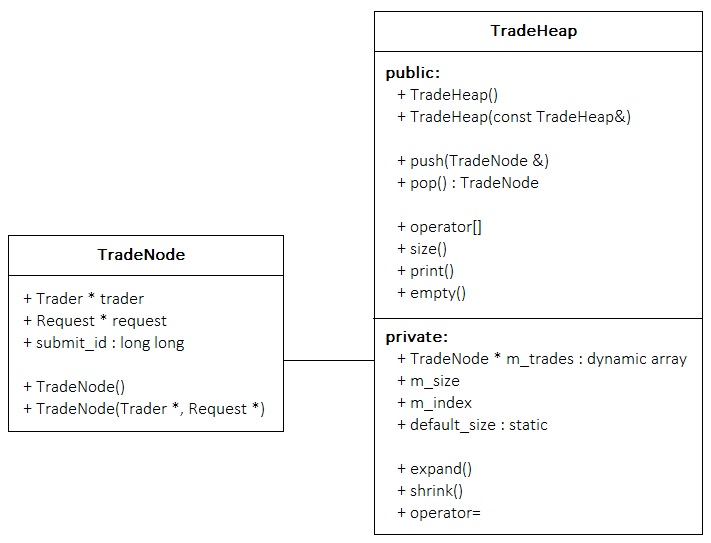 TradeHeap
public:
+ TradeHeap()
+ TradeHeap(const TradeHeap&)
+ push(TradeNode &)
+ pop() : TradeNode
+ operator[]
+ size()
+ print()
+ empty()
private:
+ TradeNode * m_trades : dynamic array
+ m_size
+ m_index
+ default_size : static
+ expand()
+ shrink()
+ operator=
TradeNode
+ Trader * trader
+ Request * request
+ submit_id : long long
+ TradeNode()
+ TradeNode(Trader *, Request *)